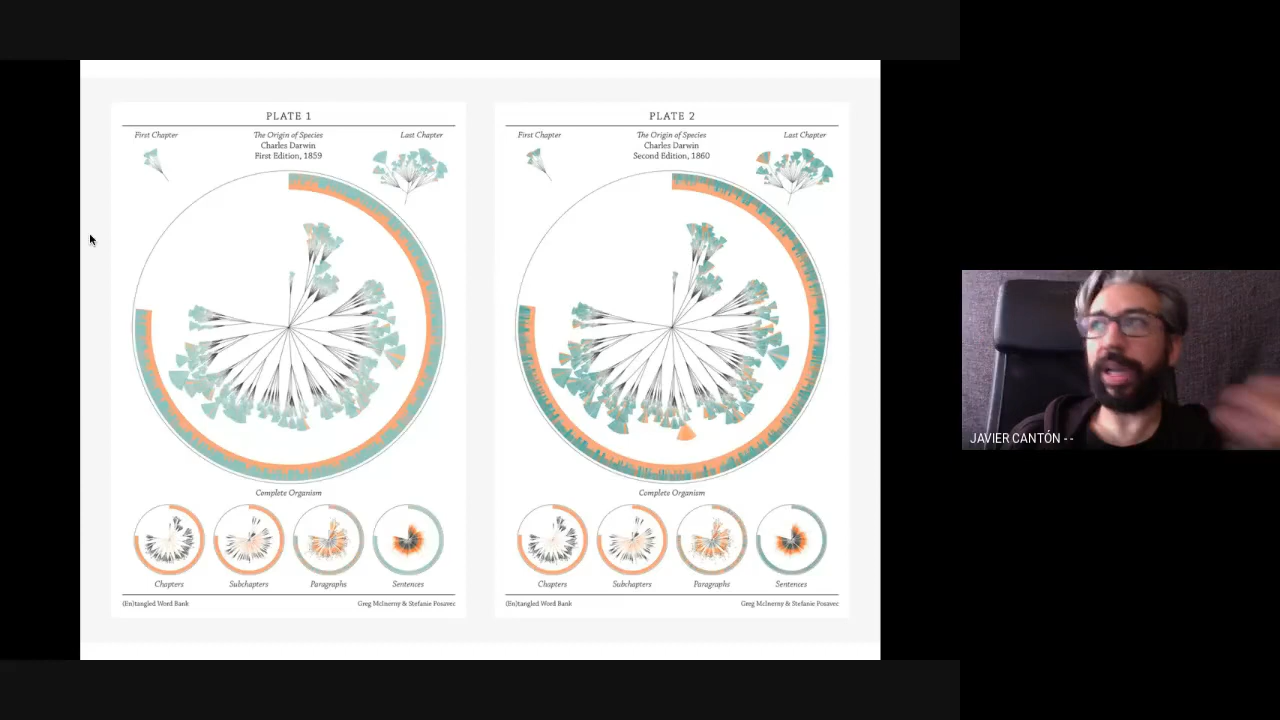 PLATE 1
First Chapter
The Origin of Species
Last Chapter
Charles Darwin
First Edition, 1859
Complete Organism
Chapters
Subchapters
Paragraphs
Sentences
(En)tangled Word Bank
Greg McInerny & Stefanie Posavec
PLATE 2
First Chapter
The Origin of Species
Last Chapter
Charles Darwin
Second Edition, 1860
Complete Organism
Chapters
Subchapters
Paragraphs
Sentences
(En)tangled Word Bank
Greg McInerny & Stefanie Posavec
JAVIER CANTÓN - -